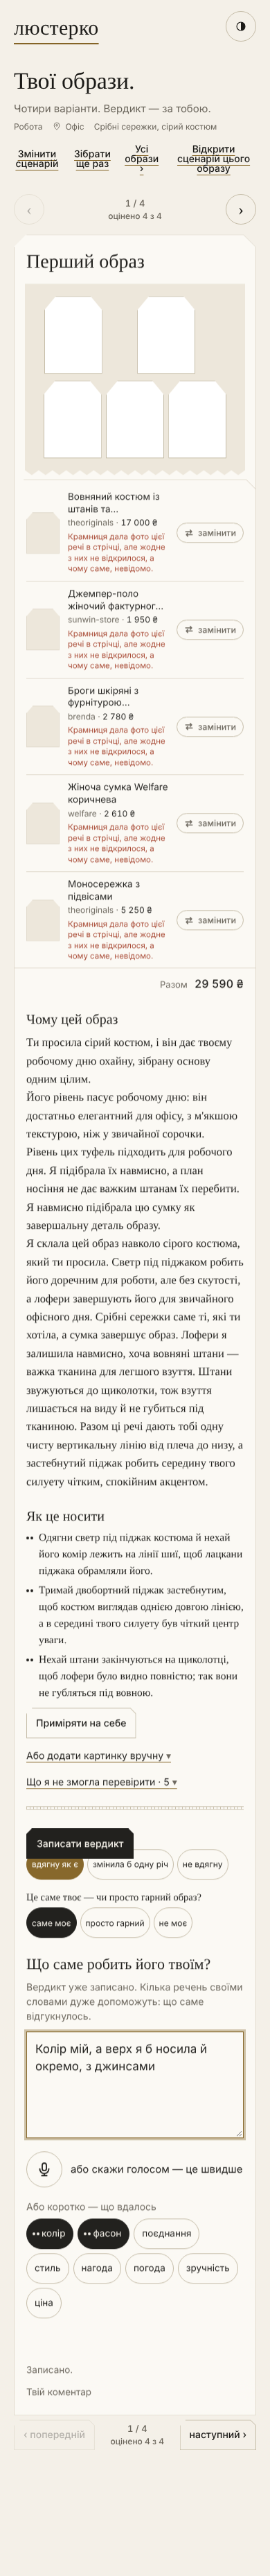 люстерко
Твої образи.
Чотири варіанти. Вердикт — за тобою.
Робота Офіс Срібні сережки, сірий костюм
Змінити сценарій
Зібрати ще раз
Усі образи ›
Відкрити сценарій цього образу
‹
1 / 4
оцінено 4 з 4
›
Перший образ
Вовняний костюм із
штанів та...
theoriginals · 17 000 ₴
Крамниця дала фото цієї
речі в стрічці, але жодне
з них не відкрилося, а
чому саме, невідомо.
замінити
Джемпер-поло
жіночий фактурног...
sunwin-store · 1 950 ₴
Крамниця дала фото цієї
речі в стрічці, але жодне
з них не відкрилося, а
чому саме, невідомо.
замінити
Броги шкіряні з
фурнітурою...
brenda · 2 780 ₴
Крамниця дала фото цієї
речі в стрічці, але жодне
з них не відкрилося, а
чому саме, невідомо.
замінити
Жіноча сумка Welfare
коричнева
welfare · 2 610 ₴
Крамниця дала фото цієї
речі в стрічці, але жодне
з них не відкрилося, а
чому саме, невідомо.
замінити
Моносережка з
підвісами
theoriginals · 5 250 ₴
Крамниця дала фото цієї
речі в стрічці, але жодне
з них не відкрилося, а
чому саме, невідомо.
замінити
Разом 29 590 ₴
Чому цей образ
Ти просила сірий костюм, і він дає твоєму
робочому дню охайну, зібрану основу
одним цілим.
Його рівень пасує робочому дню: він
достатньо елегантний для офісу, з м'якшою
текстурою, ніж у звичайної сорочки.
Рівень цих туфель підходить для робочого
дня. Я підібрала їх навмисно, а план
носіння не дає важким штанам їх перебити.
Я навмисно підібрала цю сумку як
завершальну деталь образу.
Я склала цей образ навколо сірого костюма,
який ти просила. Светр під піджаком робить
його доречним для роботи, але без скутості,
а лофери завершують його для звичайного
офісного дня. Срібні сережки саме ті, які ти
хотіла, а сумка завершує образ. Лофери я
залишила навмисно, хоча вовняні штани —
важка тканина для легшого взуття. Штани
звужуються до щиколотки, тож взуття
лишається на виду й не губиться під
тканиною. Разом ці речі дають тобі одну
чисту вертикальну лінію від плеча до низу, а
застебнутий піджак робить середину твого
силуету чітким, спокійним акцентом.
Як це носити
Одягни светр під піджак костюма й нехай
його комір лежить на лінії шиї, щоб лацкани
піджака обрамляли його.
Тримай двобортний піджак застебнутим,
щоб костюм виглядав однією довгою лінією,
а в середині твого силуету був чіткий центр
уваги.
Нехай штани закінчуються на щиколотці,
щоб лофери було видно повністю; так вони
не губляться під вовною.
Приміряти на себе
Або додати картинку вручну ▾
Що я не змогла перевірити · 5 ▾
Записати вердикт
вдягну як є
змінила б одну річ
не вдягну
Це саме твоє — чи просто гарний образ?
саме моє
просто гарний
не моє
Що саме робить його твоїм?
Вердикт уже записано. Кілька речень своїми
словами дуже допоможуть: що саме
відгукнулось.
Колір мій, а верх я б носила й
окремо, з джинсами
або скажи голосом — це швидше
Або коротко — що вдалось
колір
фасон
поєднання
стиль
нагода
погода
зручність
ціна
Записано.
Твій коментар
‹ попередній
1 / 4
оцінено 4 з 4
наступний ›